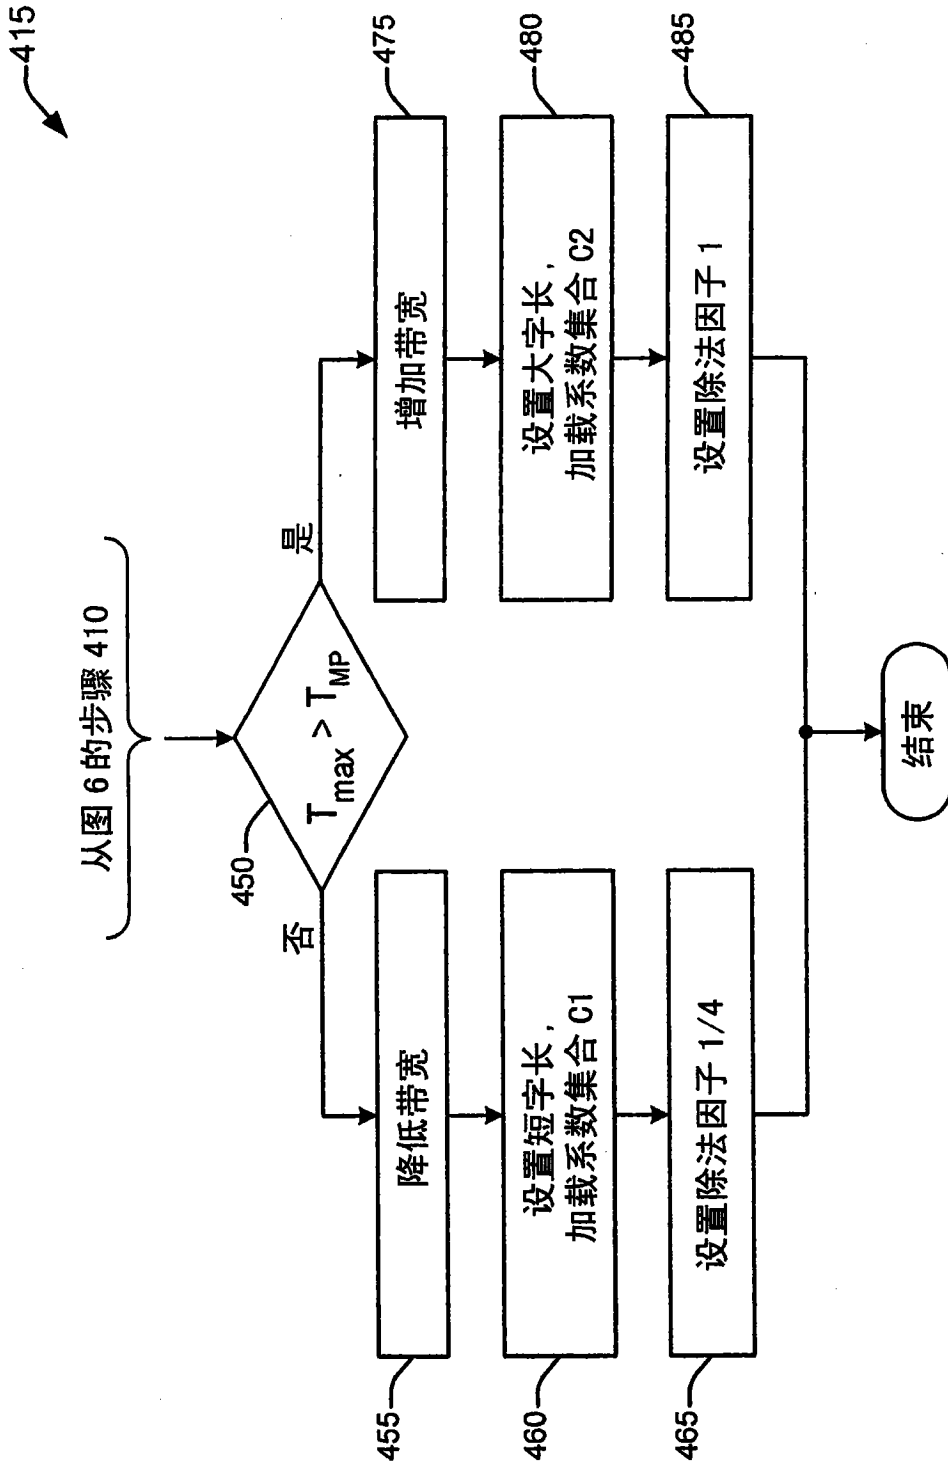 415
从图 6 的步骤 410
450
T_max > T_MP
否
是
455
降低带宽
475
增加带宽
460
设置短字长，
加载系数集合 C1
480
设置大字长，
加载系数集合 C2
465
设置除法因子 1/4
485
设置除法因子 1
结束